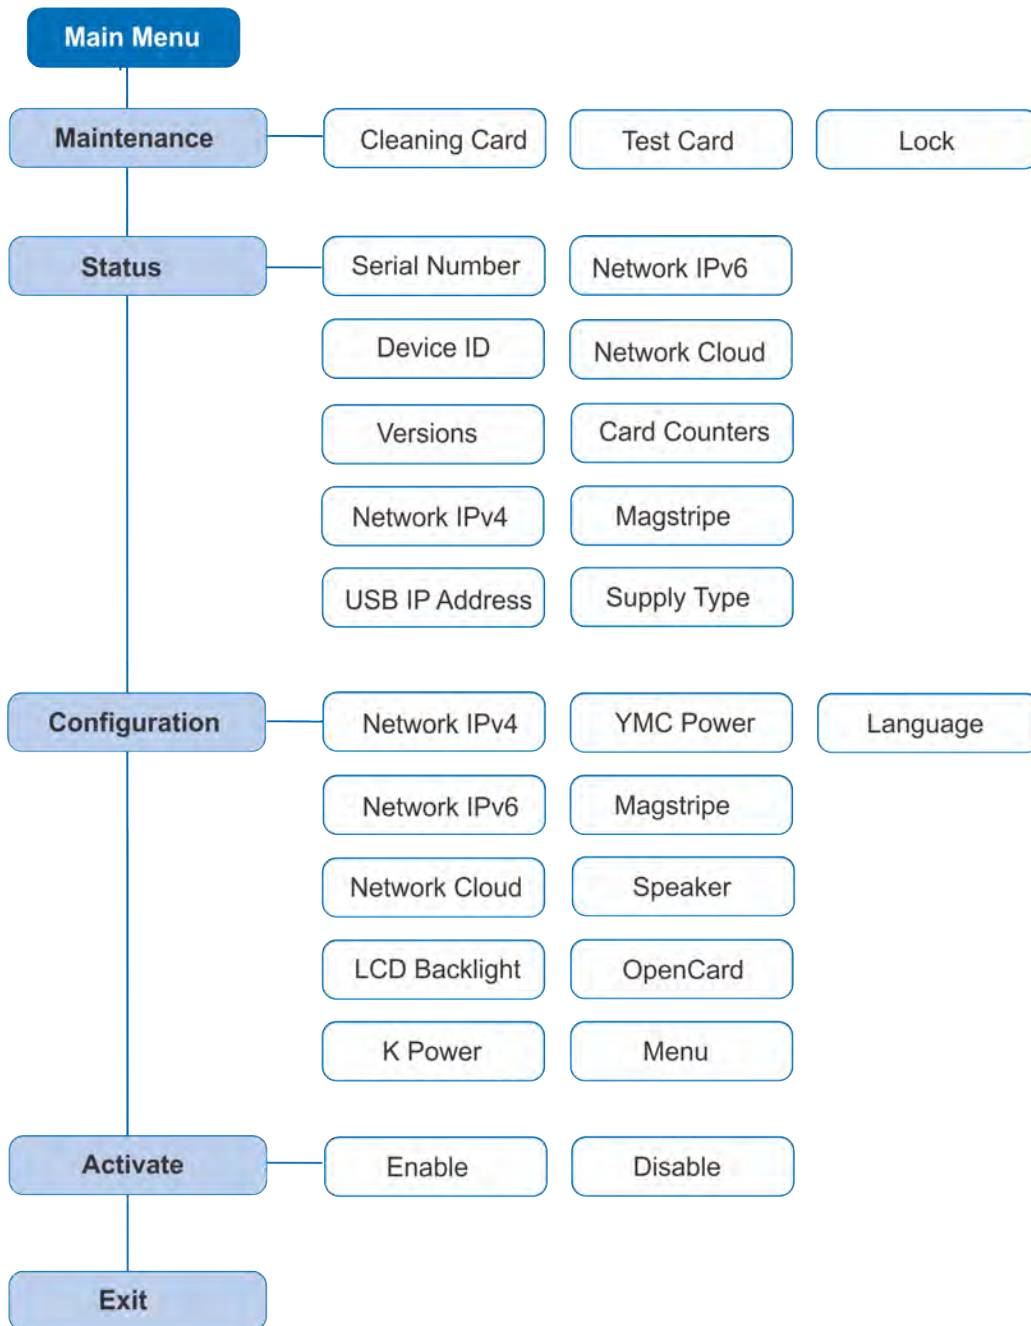 Main Menu
Maintenance
Cleaning Card
Test Card
Lock
Status
Serial Number
Network IPv6
Device ID
Network Cloud
Versions
Card Counters
Network IPv4
Magstripe
USB IP Address
Supply Type
Configuration
Network IPv4
YMC Power
Language
Network IPv6
Magstripe
Network Cloud
Speaker
LCD Backlight
OpenCard
K Power
Menu
Activate
Enable
Disable
Exit